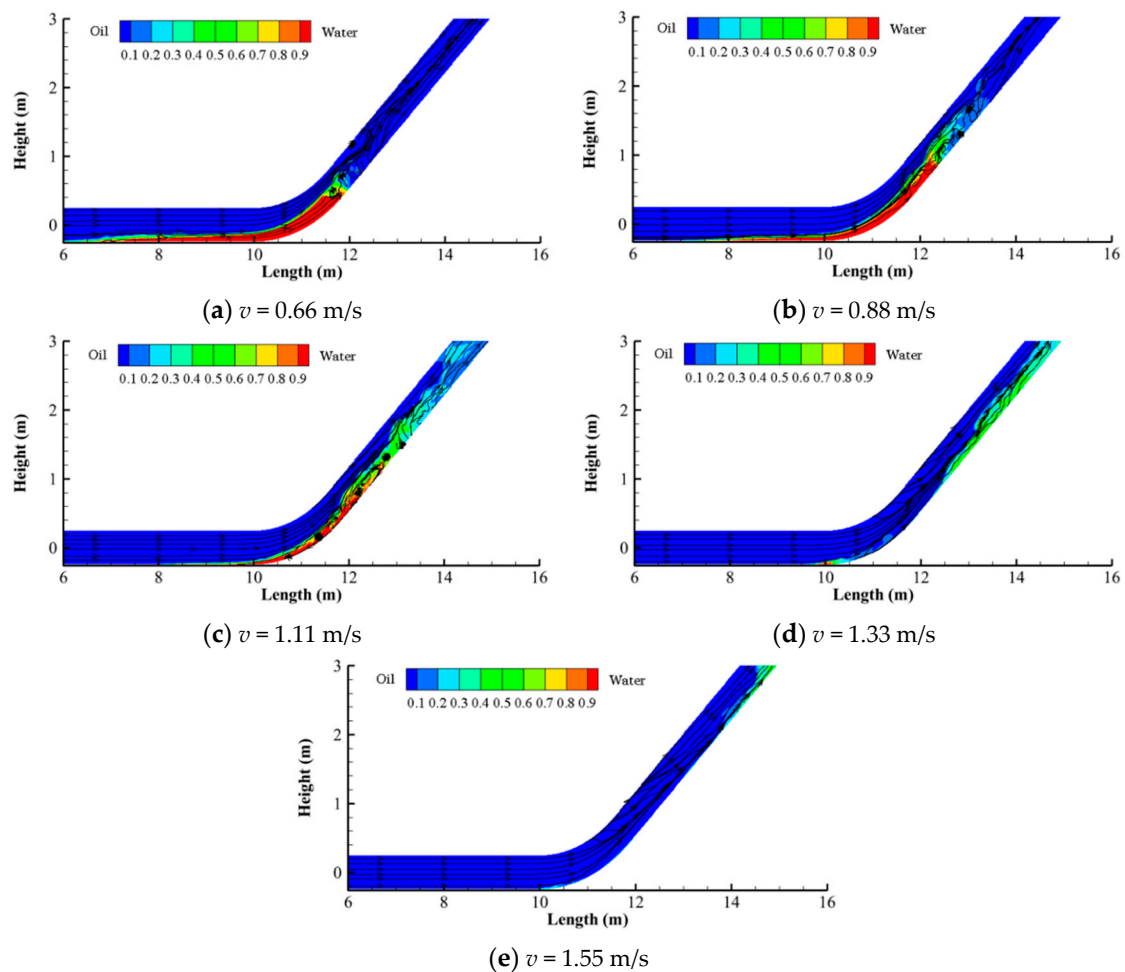 3
Oil Water
0.1 0.2 0.3 0.4 0.5 0.6 0.7 0.8 0.9
2
Height (m)
1
0
6 8 10 12 14 16
Length (m)
(a) v = 0.66 m/s
3
Oil Water
0.1 0.2 0.3 0.4 0.5 0.6 0.7 0.8 0.9
2
Height (m)
1
0
6 8 10 12 14 16
Length (m)
(b) v = 0.88 m/s
3
Oil Water
0.1 0.2 0.3 0.4 0.5 0.6 0.7 0.8 0.9
2
Height (m)
1
0
6 8 10 12 14 16
Length (m)
(c) v = 1.11 m/s
3
Oil Water
0.1 0.2 0.3 0.4 0.5 0.6 0.7 0.8 0.9
2
Height (m)
1
0
6 8 10 12 14 16
Length (m)
(d) v = 1.33 m/s
3
Oil Water
0.1 0.2 0.3 0.4 0.5 0.6 0.7 0.8 0.9
2
Height (m)
1
0
6 8 10 12 14 16
Length (m)
(e) v = 1.55 m/s